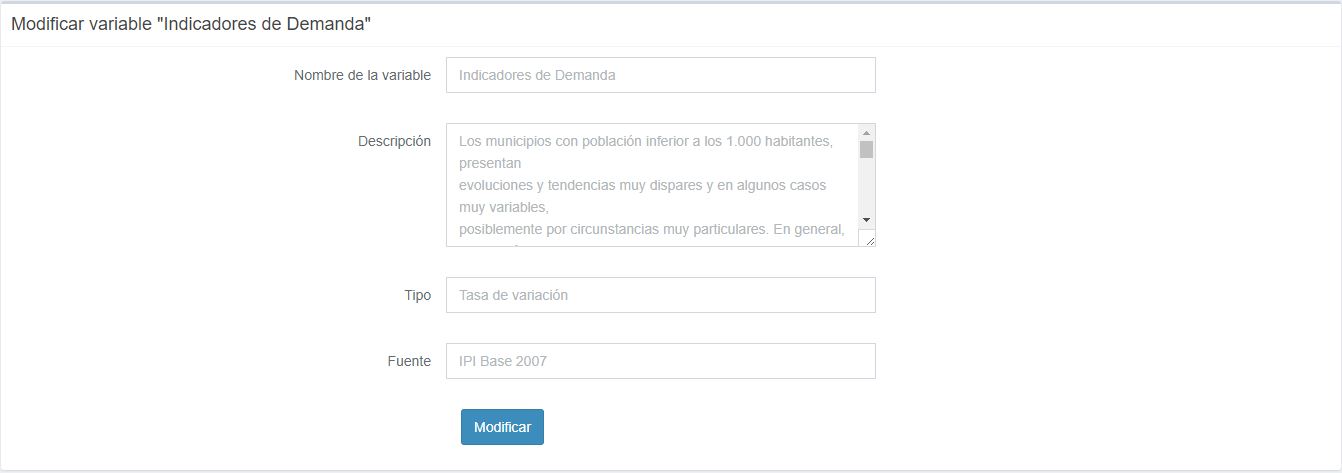 Modificar variable "Indicadores de Demanda"
Nombre de la variable
Indicadores de Demanda
Descripción
Los municipios con población inferior a los 1.000 habitantes,
presentan
evoluciones y tendencias muy dispares y en algunos casos
muy variables,
posiblemente por circunstancias muy particulares. En general,
Tipo
Tasa de variación
Fuente
IPI Base 2007
Modificar